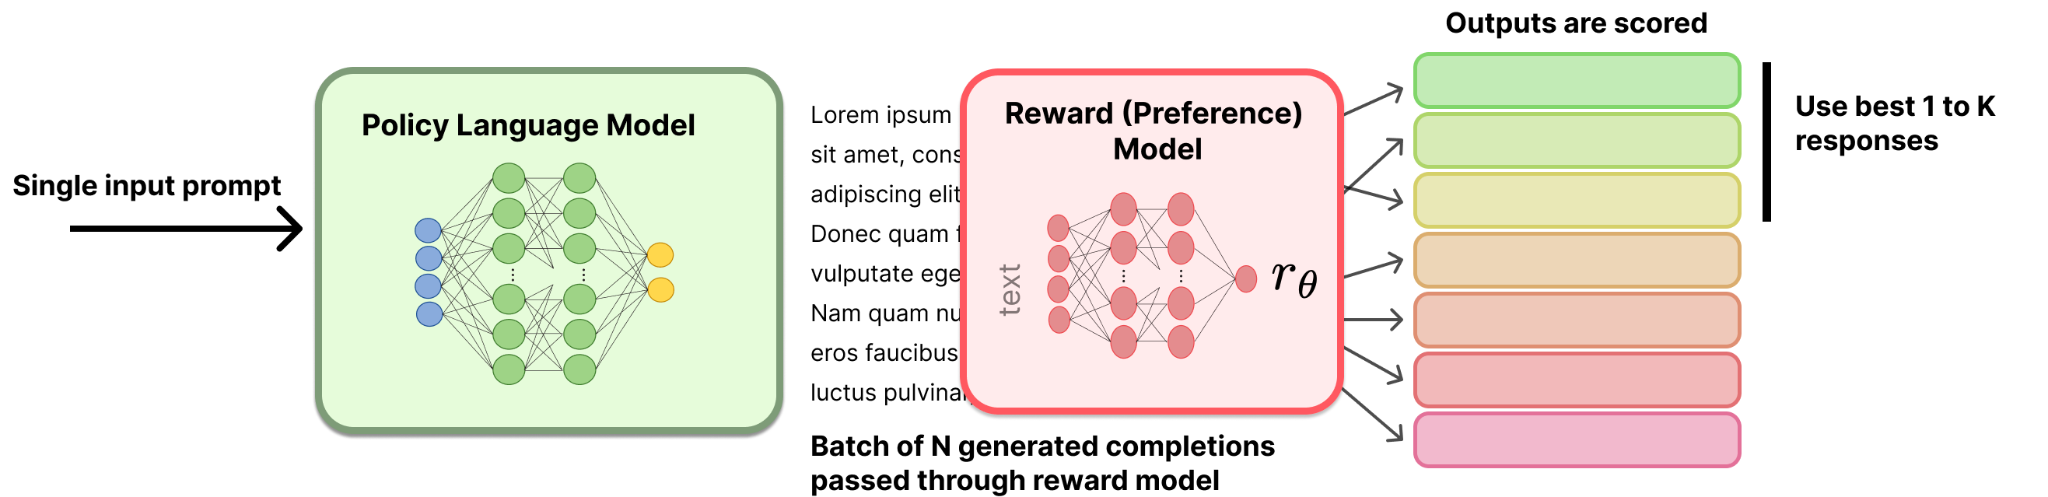 Outputs are scored
Policy Language Model
Single input prompt
Lorem ipsum
sit amet, cons
adipiscing elit
Donec quam f
vulputate ege
Nam quam nu
eros faucibus
luctus pulvinar
Batch of N generated completions
passed through reward model
Reward (Preference)
Model
text
r_θ
Use best 1 to K
responses